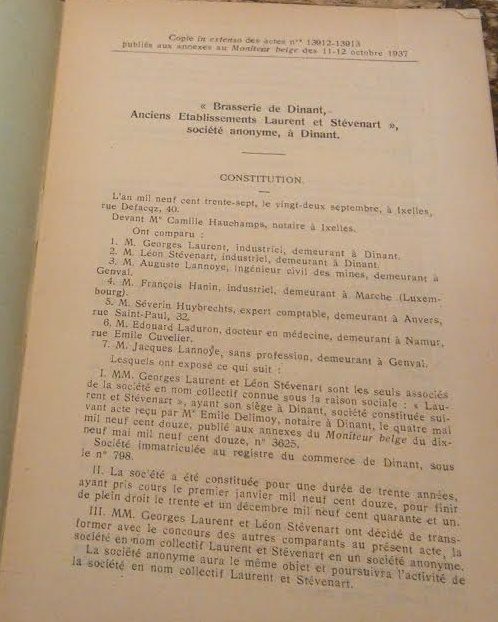 Copie in extenso des actes nos 13912-13913
publiés aux annexes au Moniteur belge des 11-12 octobre 1937
« Brasserie de Dinant,
Anciens Etablissements Laurent et Stévenart »,
société anonyme, à Dinant.
CONSTITUTION.
L'an mil neuf cent trente-sept, le vingt-deux septembre, à Ixelles,
rue Defacqz, 40.
Devant Me Camille Hauchamps, notaire à Ixelles.
Ont comparu :
1. M. Georges Laurent, industriel, demeurant à Dinant.
2. M. Léon Stévenart, industriel, demeurant à Dinant.
3. M. Auguste Lannoye, ingénieur civil des mines, demeurant à
Genval.
4. M. François Hanin, industriel, demeurant à Marche (Luxem-
bourg).
5. M. Séverin Huybrechts, expert comptable, demeurant à Anvers,
rue Saint-Paul, 32.
6. M. Edouard Laduron, docteur en médecine, demeurant à Namur,
rue Emile Cuvelier.
7. M. Jacques Lannoye, sans profession, demeurant à Genval.
Lesquels ont exposé ce qui suit :
I. MM. Georges Laurent et Léon Stévenart sont les seuls associés
de la société en nom collectif connue sous la raison sociale : « Lau-
rent et Stévenart », ayant son siège à Dinant, société constituée sui-
vant acte reçu par Me Emile Dellmoy, notaire à Dinant, le quatre mai
mil neuf cent douze, publié aux annexes du Moniteur belge du dix-
neuf mai mil neuf cent douze, n° 3625.
Société immatriculée au registre du commerce de Dinant, sous
le n° 798.
II. La société a été constituée pour une durée de trente années,
ayant pris cours le premier janvier mil neuf cent douze, pour finir
de plein droit le trente et un décembre mil neuf cent quarante et un.
III. MM. Georges Laurent et Léon Stévenart ont décidé de trans-
former avec le concours des autres comparants au présent acte, la
société en nom collectif Laurent et Stévenart en un société anonyme.
La société anonyme aura le même objet et poursuivra l'activité de
la société en nom collectif Laurent et Stévenart.